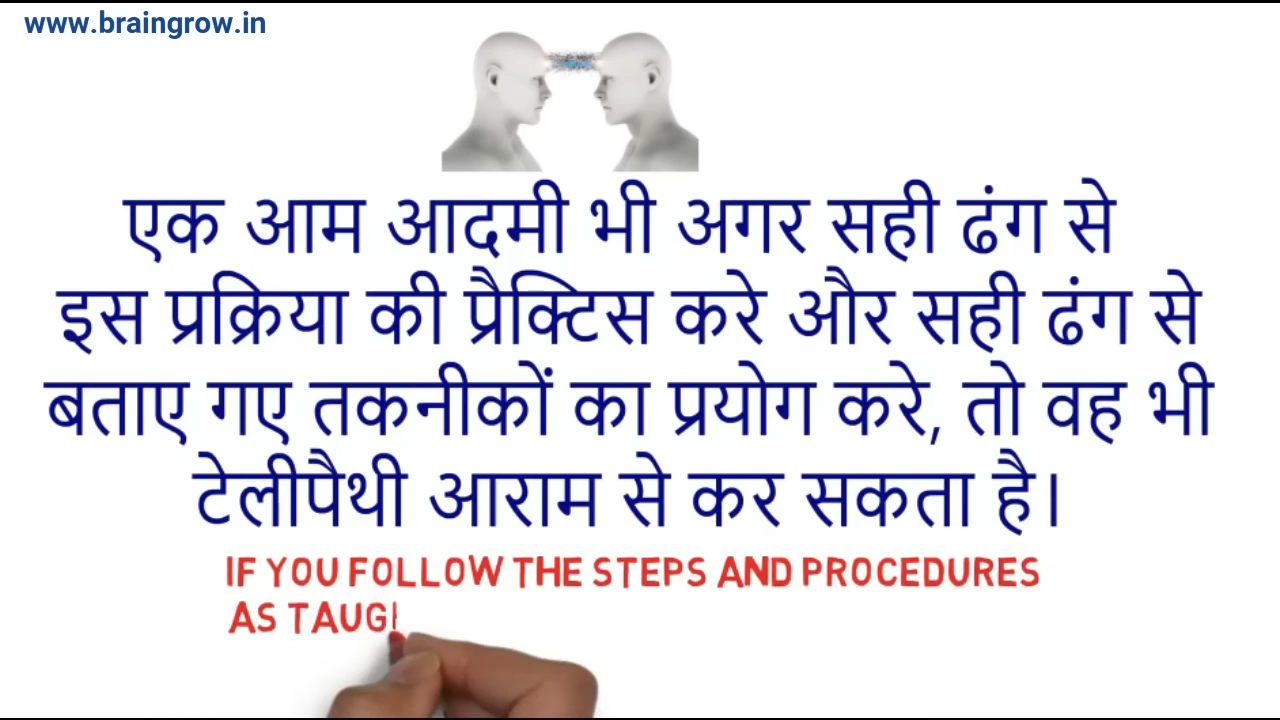 www.braingrow.in
एक आम आदमी भी अगर सही ढंग से
इस प्रक्रिया की प्रैक्टिस करे और सही ढंग से
बताए गए तकनीकों का प्रयोग करे, तो वह भी
टेलीपैथी आराम से कर सकता है।
IF YOU FOLLOW THE STEPS AND PROCEDURES
AS TAUG